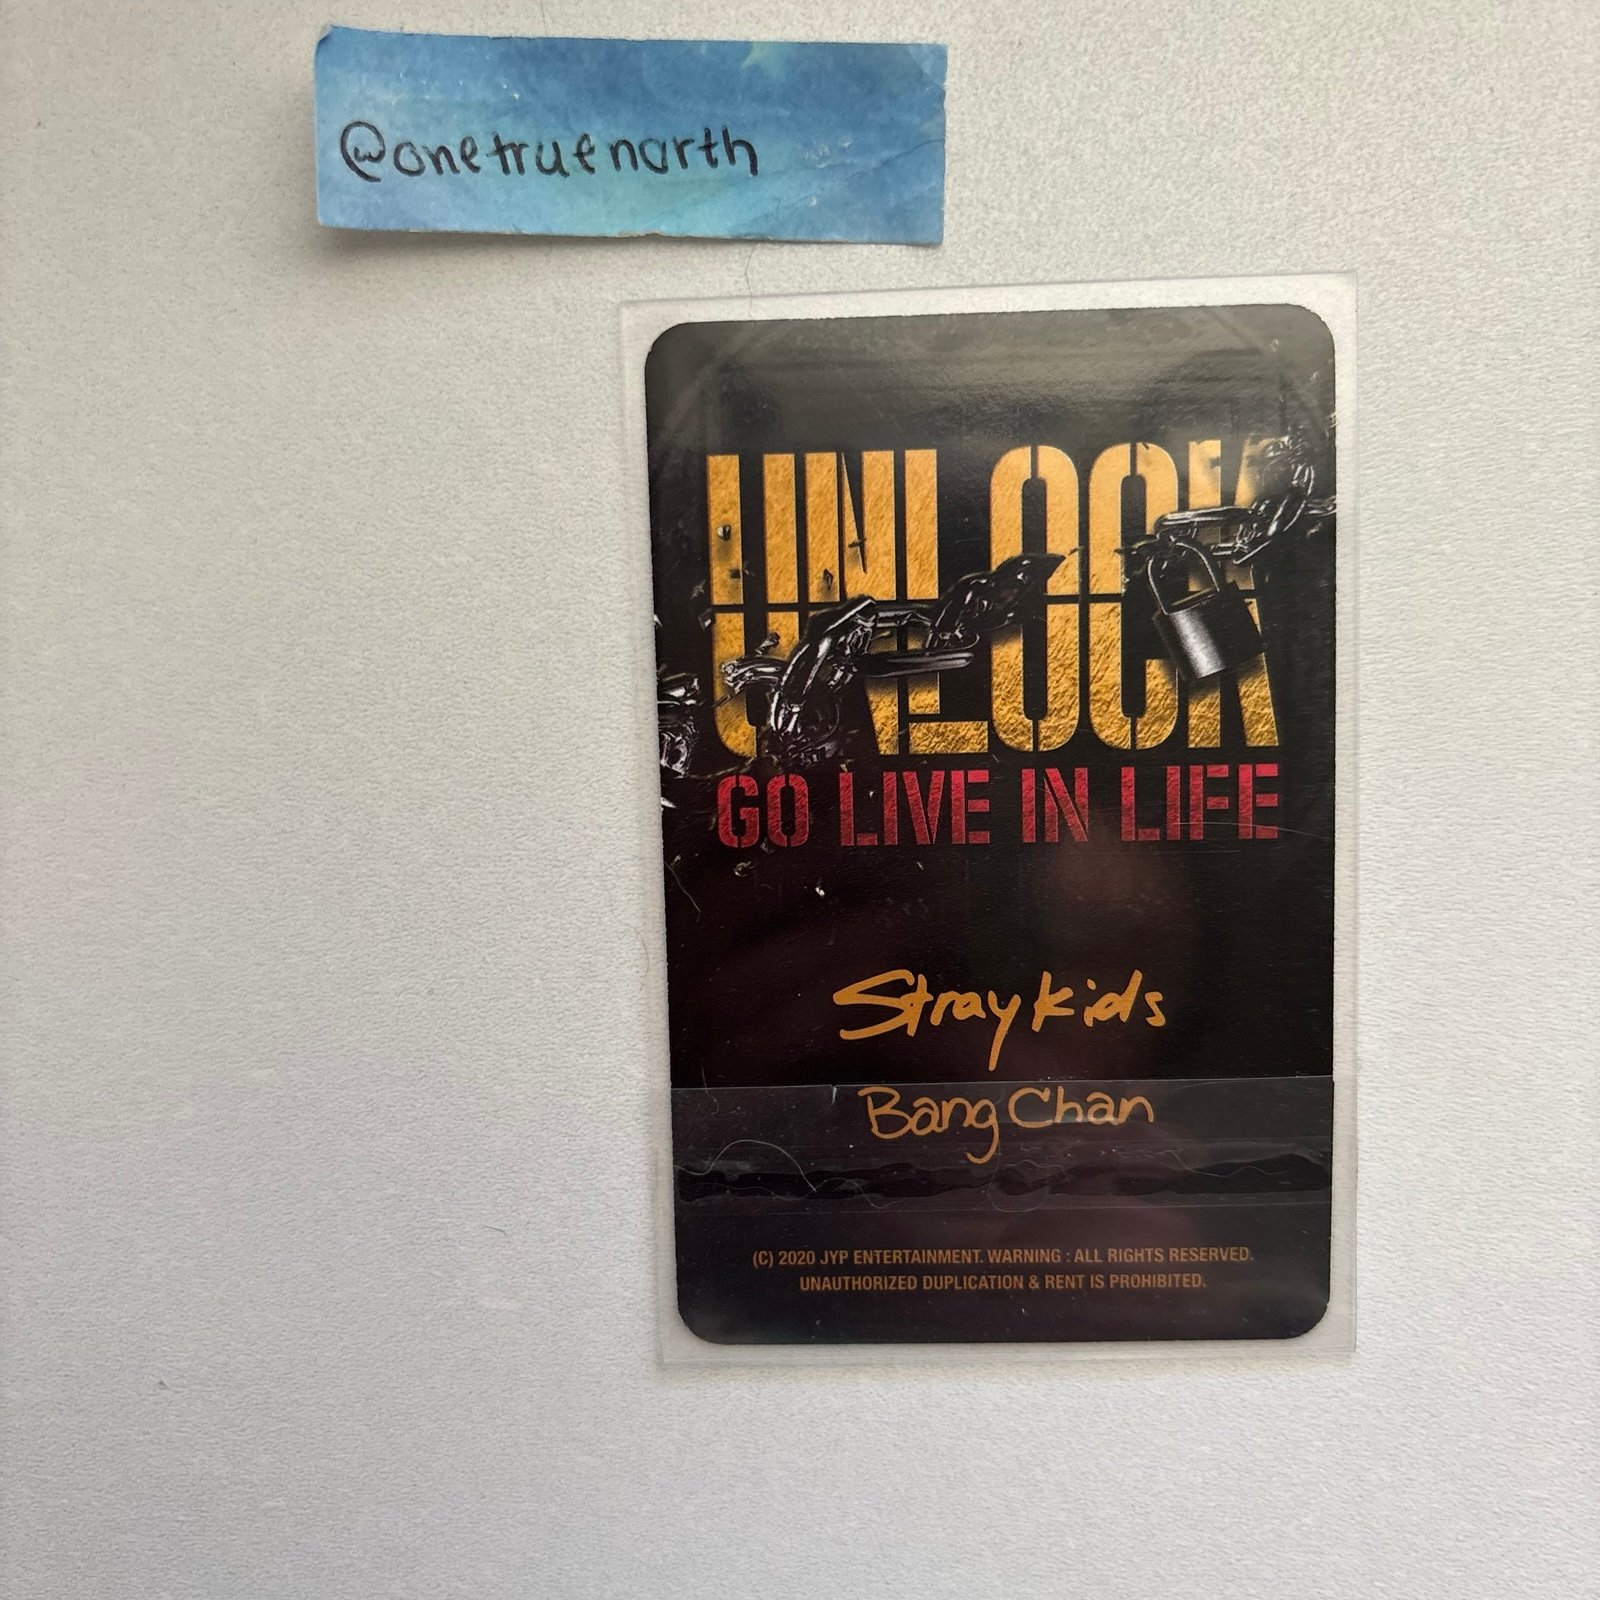 @onetruenorth
UNLOCK
GO LIVE IN LIFE
Stray Kids
Bang Chan
(C) 2020 JYP ENTERTAINMENT. WARNING : ALL RIGHTS RESERVED.
UNAUTHORIZED DUPLICATION & RENT IS PROHIBITED.